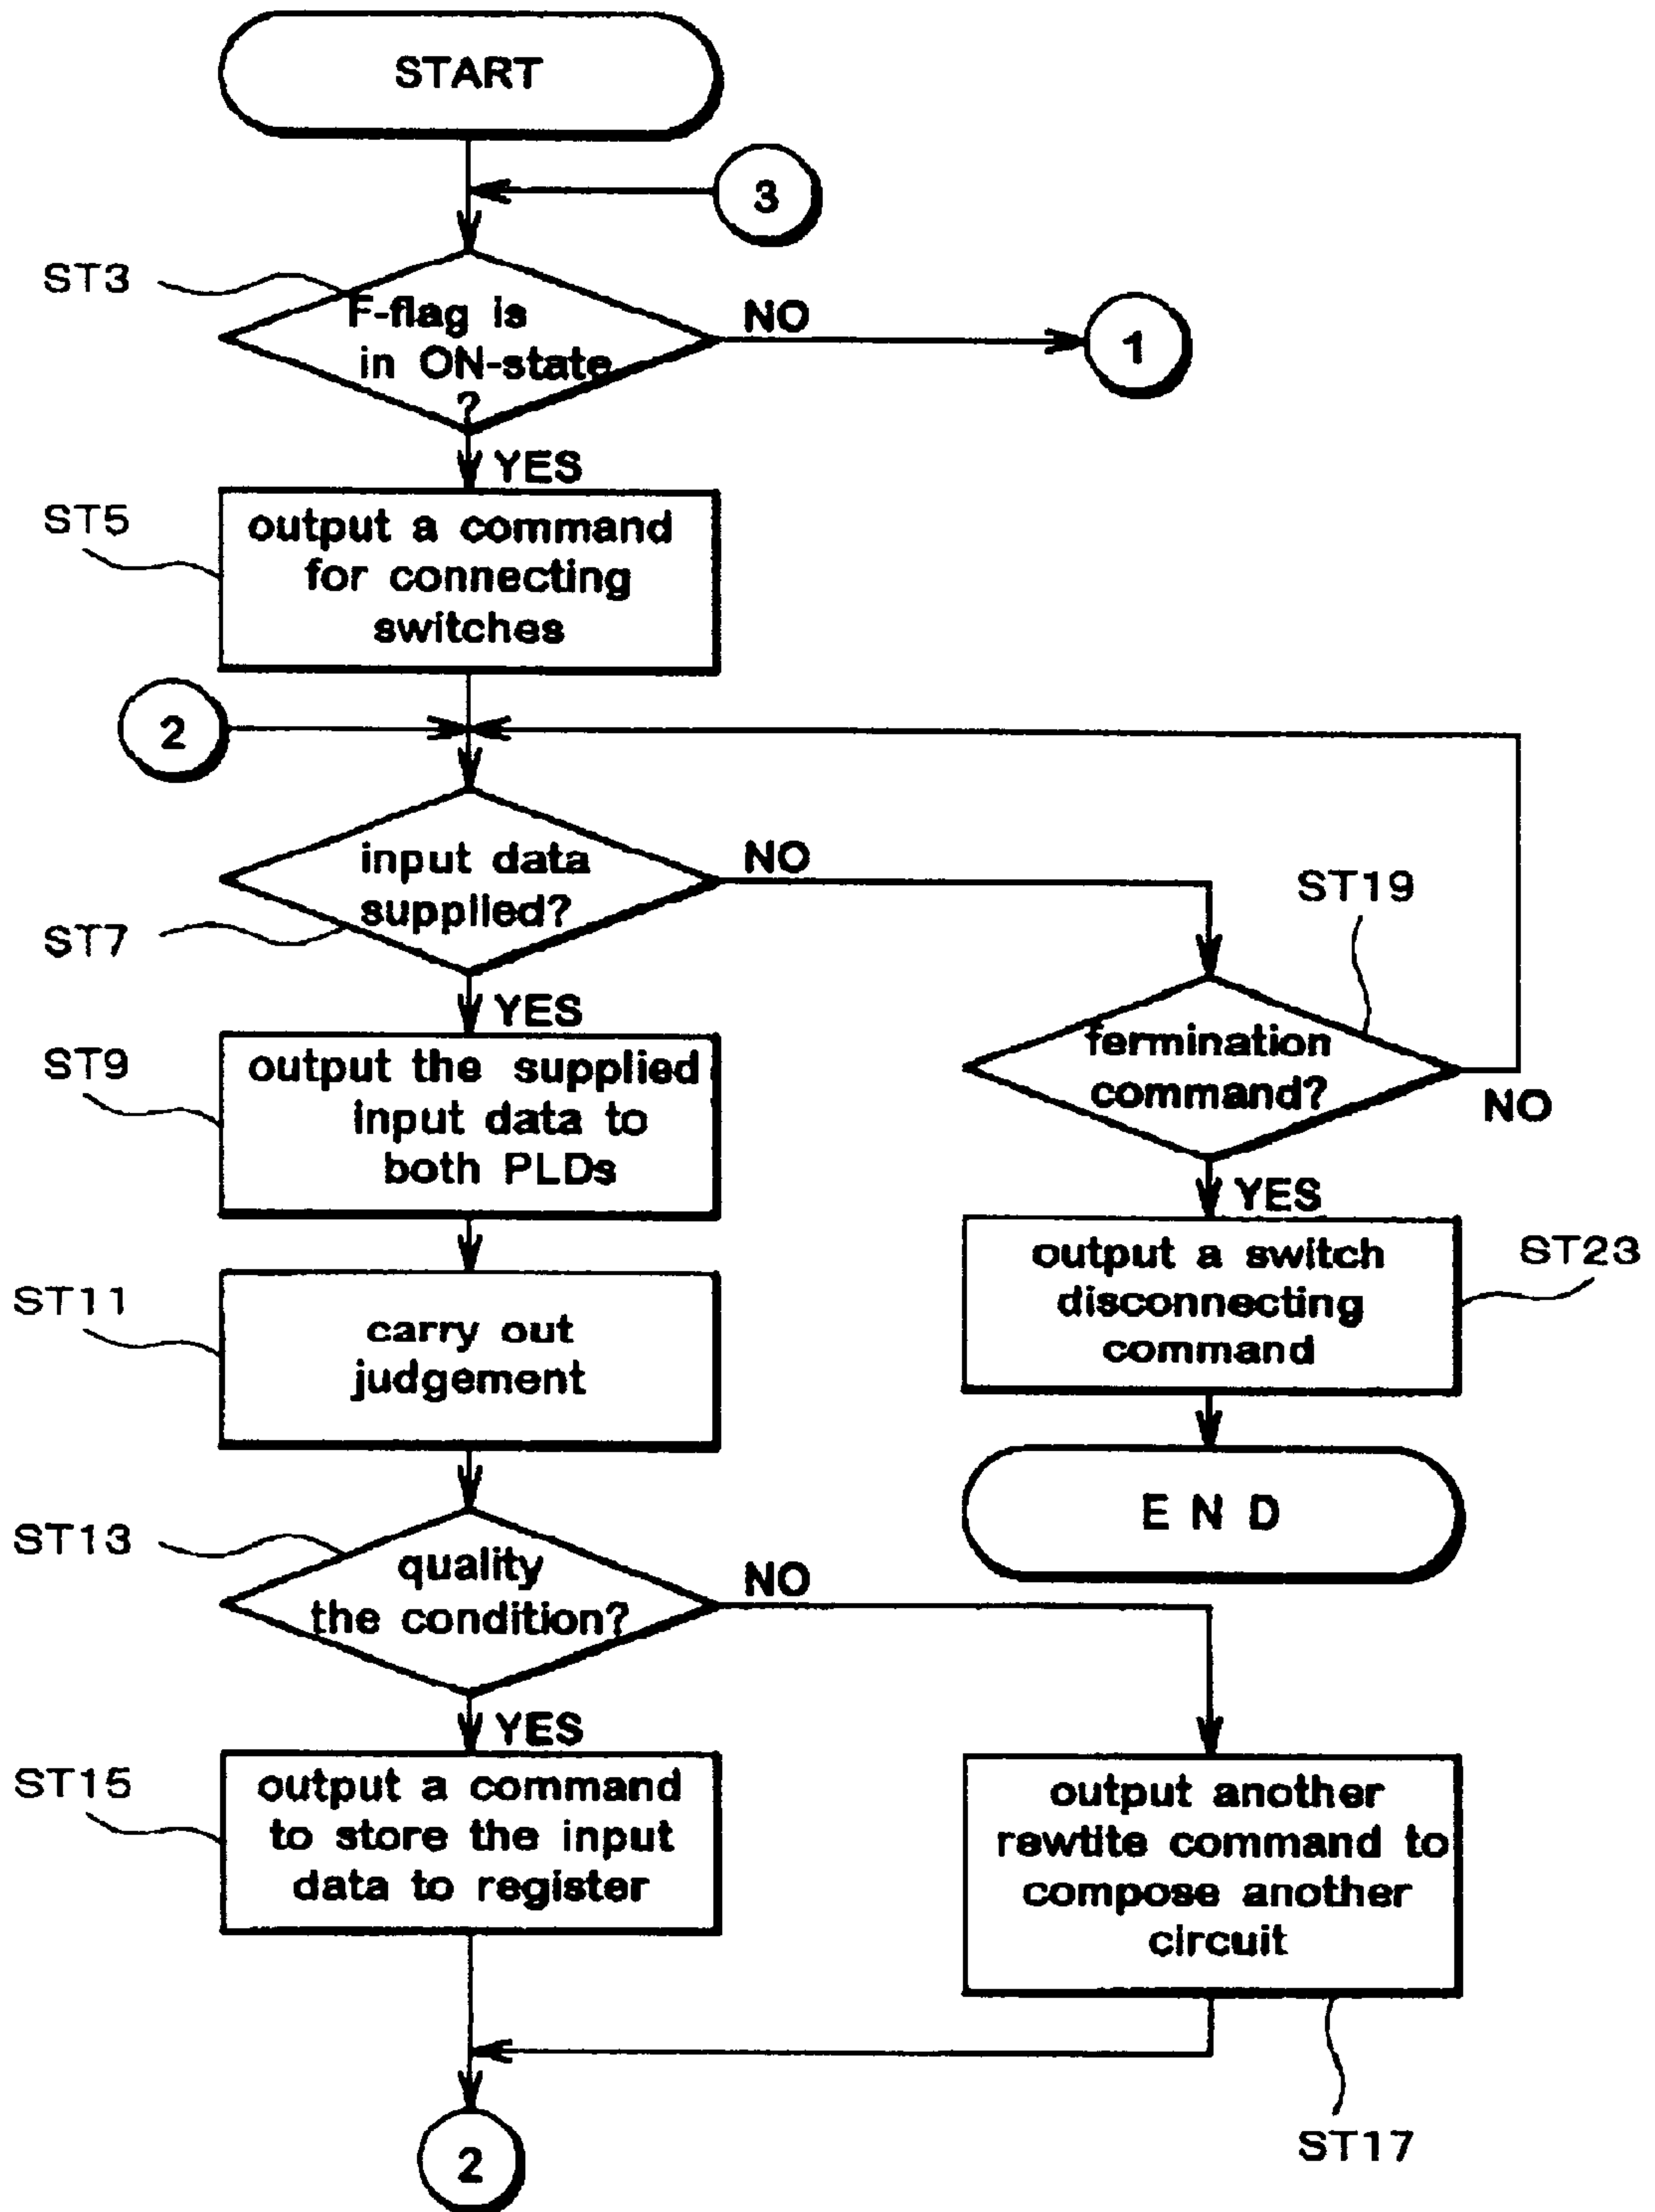 START
3
ST3
F-flag is
in ON-state
?
NO
1
YES
ST5
output a command
for connecting
switches
2
input data
supplied?
NO
ST7
ST19
YES
fermination
command?
NO
ST9
output the supplied
input data to
both PLDs
YES
output a switch
disconnecting
command
ST23
ST11
carry out
judgement
E N D
ST13
quality
the condition?
NO
YES
ST15
output a command
to store the input
data to register
output another
rewtite command to
compose another
circuit
ST17
2